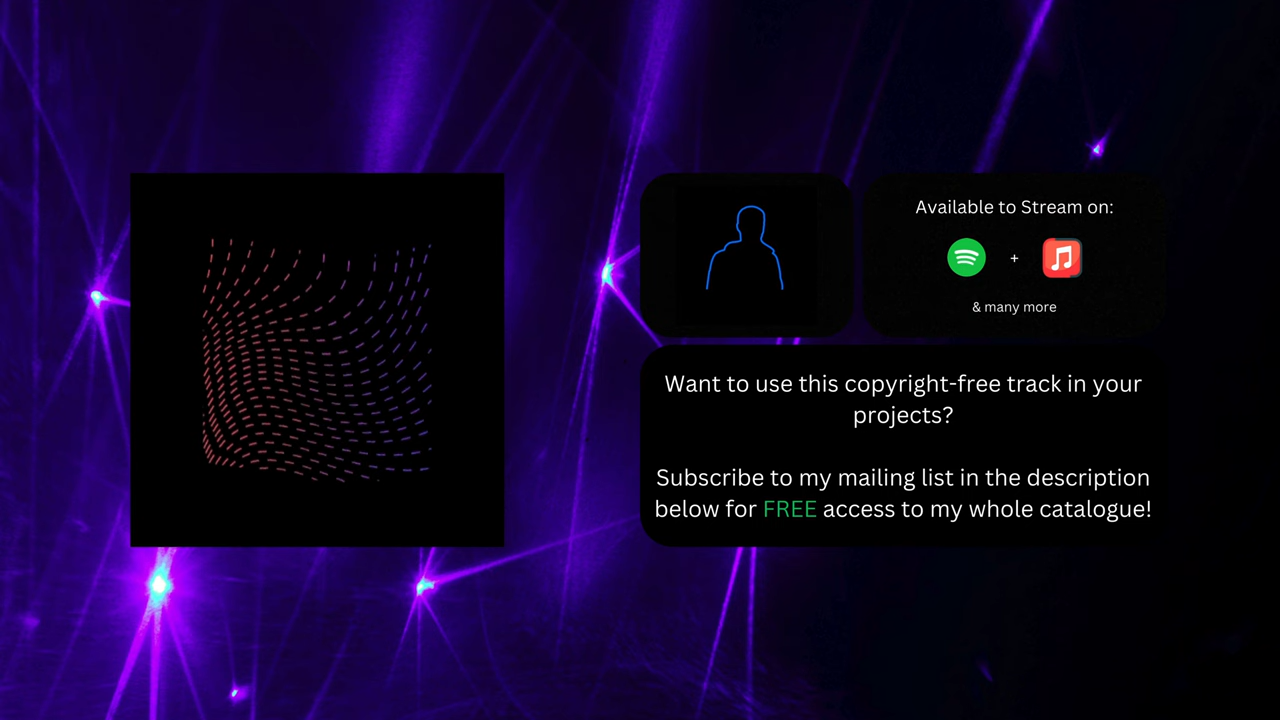 Available to Stream on:
+
& many more
Want to use this copyright-free track in your
projects?
Subscribe to my mailing list in the description
below for FREE access to my whole catalogue!